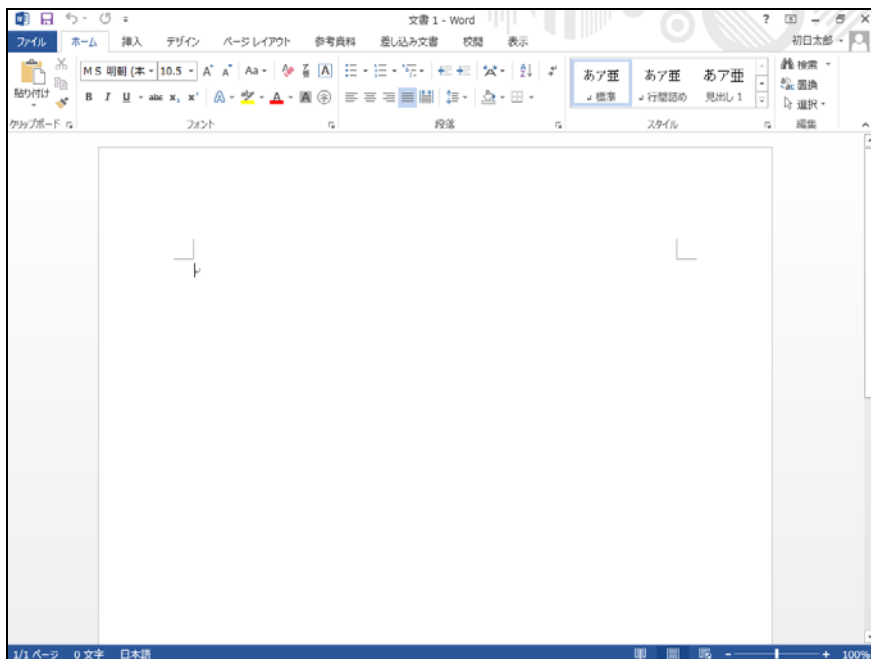 文書 1 - Word
?
ファイル ホーム 挿入 デザイン ページ レイアウト 参考資料 差し込み文書 校閲 表示 初日太郎
貼り付け MS 明朝 (本 10.5 A A Aa A 検索
B I U abc x₂ x² A A A 字 あア亜 あア亜 あア亜 置換
標準 行間詰め 見出し 1 選択
クリップボード フォント 段落 スタイル 編集
1/1 ページ 0 文字 日本語 100%